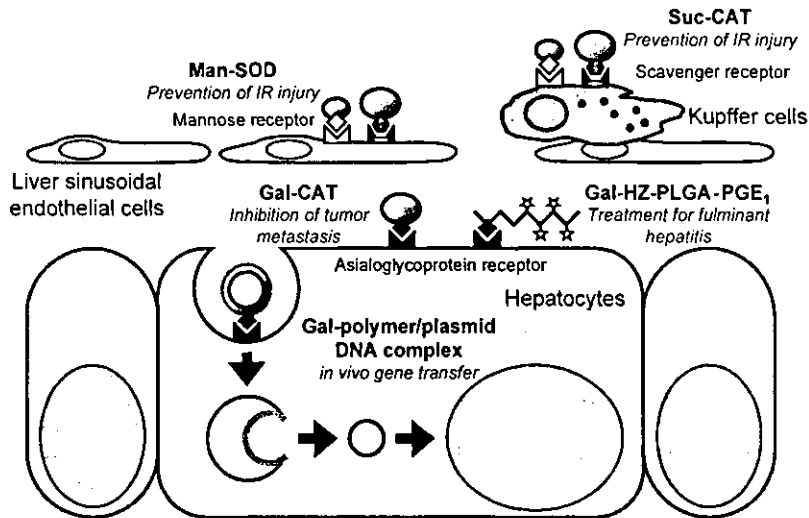 Suc-CAT
Prevention of IR injury
Scavenger receptor
Kupffer cells
Man-SOD
Prevention of IR injury
Mannose receptor
Liver sinusoidal
endothelial cells
Gal-CAT
Inhibition of tumor
metastasis
Gal-HZ-PLGA-PGE₁
Treatment for fulminant
hepatitis
Asialoglycoprotein receptor
Hepatocytes
Gal-polymer/plasmid
DNA complex
in vivo gene transfer